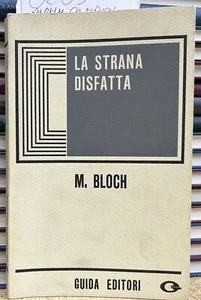 LA STRANA
DISFATTA
M. BLOCH
GUIDA EDITORI